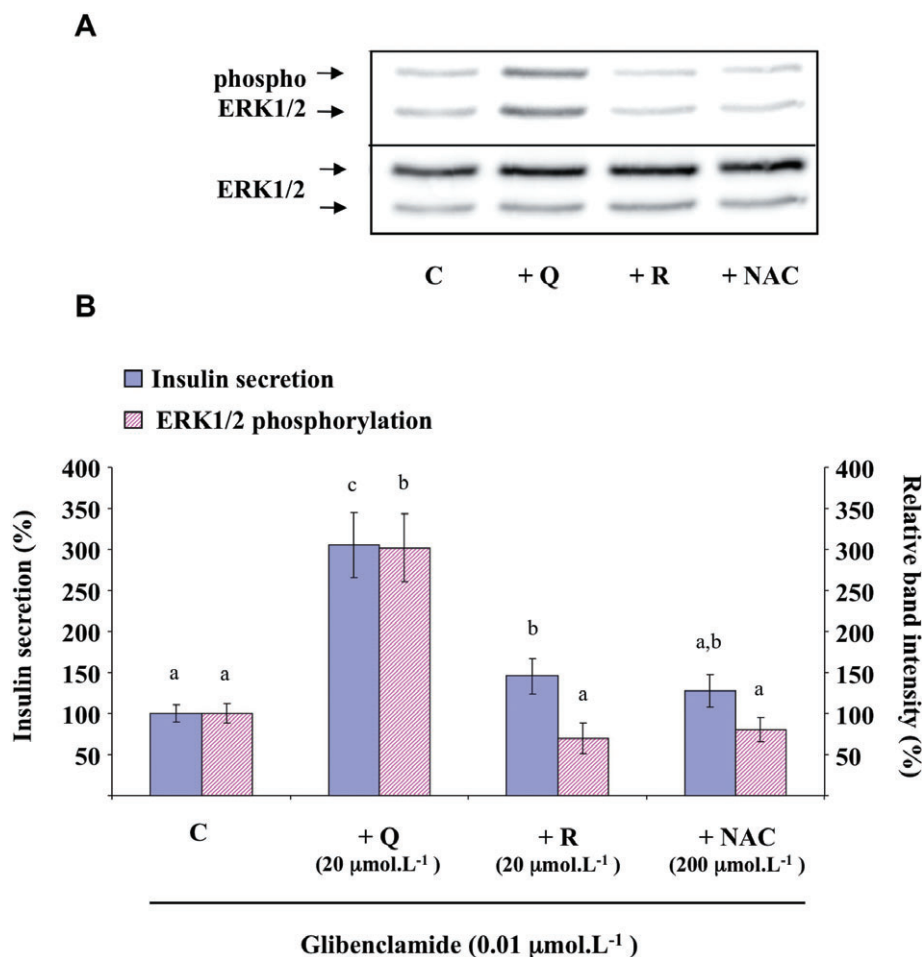 A
phospho
ERK1/2
ERK1/2
C + Q + R + NAC
B
Insulin secretion
ERK1/2 phosphorylation
Insulin secretion (%)
400 400
350 350
300 300
250 250
200 200
150 150
100 100
50 50
Relative band
intensity (%)
a a c b b a a,b a
C + Q + R + NAC
(20 µmol.L⁻¹) (20 µmol.L⁻¹) (200 µmol.L⁻¹)
Glibenclamide (0.01 µmol.L⁻¹)